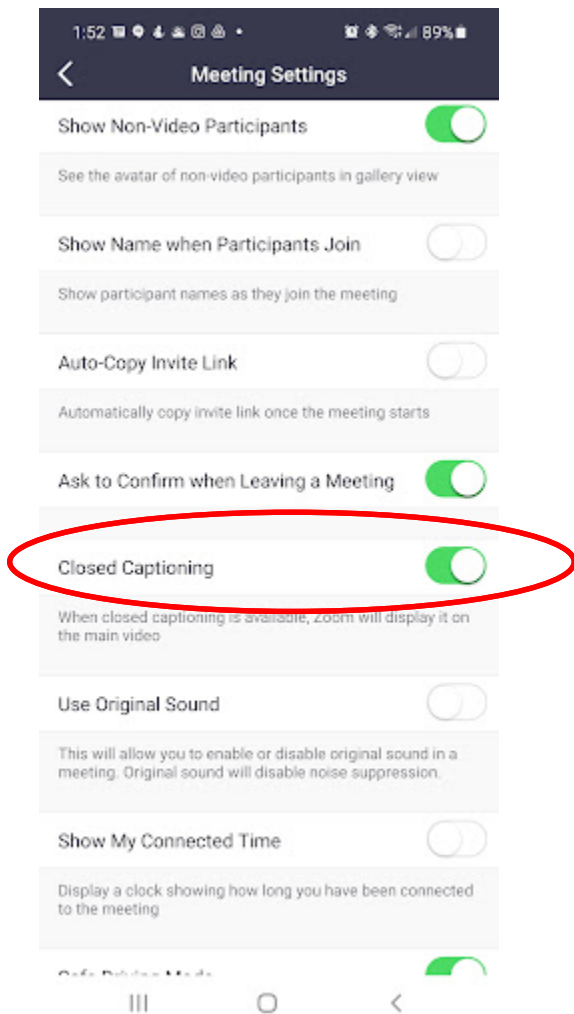 1:52
89%
Meeting Settings
Show Non-Video Participants
See the avatar of non-video participants in gallery view
Show Name when Participants Join
Show participant names as they join the meeting
Auto-Copy Invite Link
Automatically copy invite link once the meeting starts
Ask to Confirm when Leaving a Meeting
Closed Captioning
When closed captioning is available, Zoom will display it on
the main video
Use Original Sound
This will allow you to enable or disable original sound in a
meeting. Original sound will disable noise suppression.
Show My Connected Time
Display a clock showing how long you have been connected
to the meeting
Safe Driving Mode